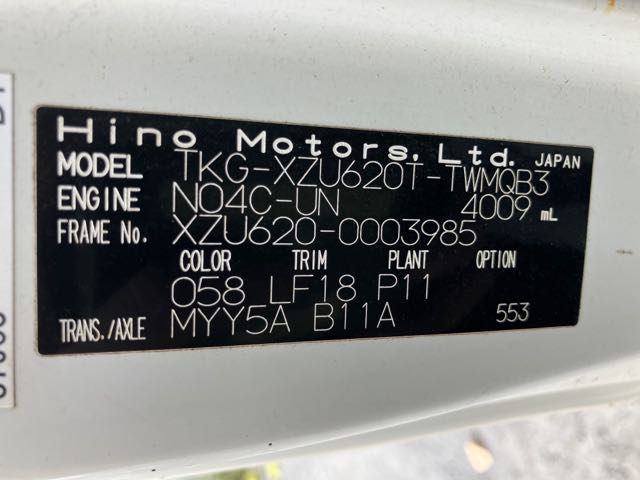 Hino Motors, Ltd. JAPAN
MODEL TKG-XZU620T-TWMQB3
ENGINE N04C-UN 4009 mL
FRAME No. XZU620-0003985
COLOR TRIM PLANT OPTION
058 LF18 P11
TRANS./AXLE MYY5A B11A 553